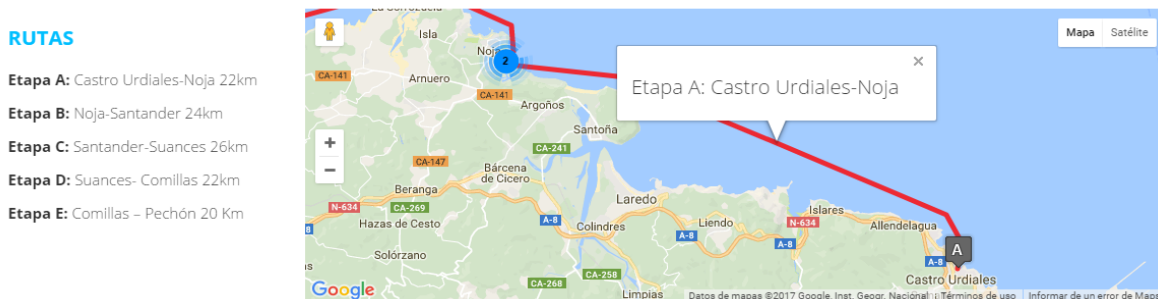 RUTAS
Etapa A: Castro Urdiales-Noja 22km
Etapa B: Noja-Santander 24km
Etapa C: Santander-Suances 26km
Etapa D: Suances- Comillas 22km
Etapa E: Comillas – Pechón 20 Km
Mapa Satélite
Isla
Noja
2
Etapa A: Castro Urdiales-Noja
CA-141
Arnuero
CA-141
Argoños
Santoña
+
CA-241
−
CA-147
Bárcena
de Cicero
Beranga
Laredo
N-634
CA-269
Islares
Hazas de Cesto
A-8
Colindres
Liendo
N-634
Allendelagua
A-8
A-8
A
Solórzano
A-8
CA-268
CA-258
Castro Urdiales
Google
Limpias
Datos de mapas ©2017 Google, Inst. Geogr. Nacional
Términos de uso
Informar de un error de Maps